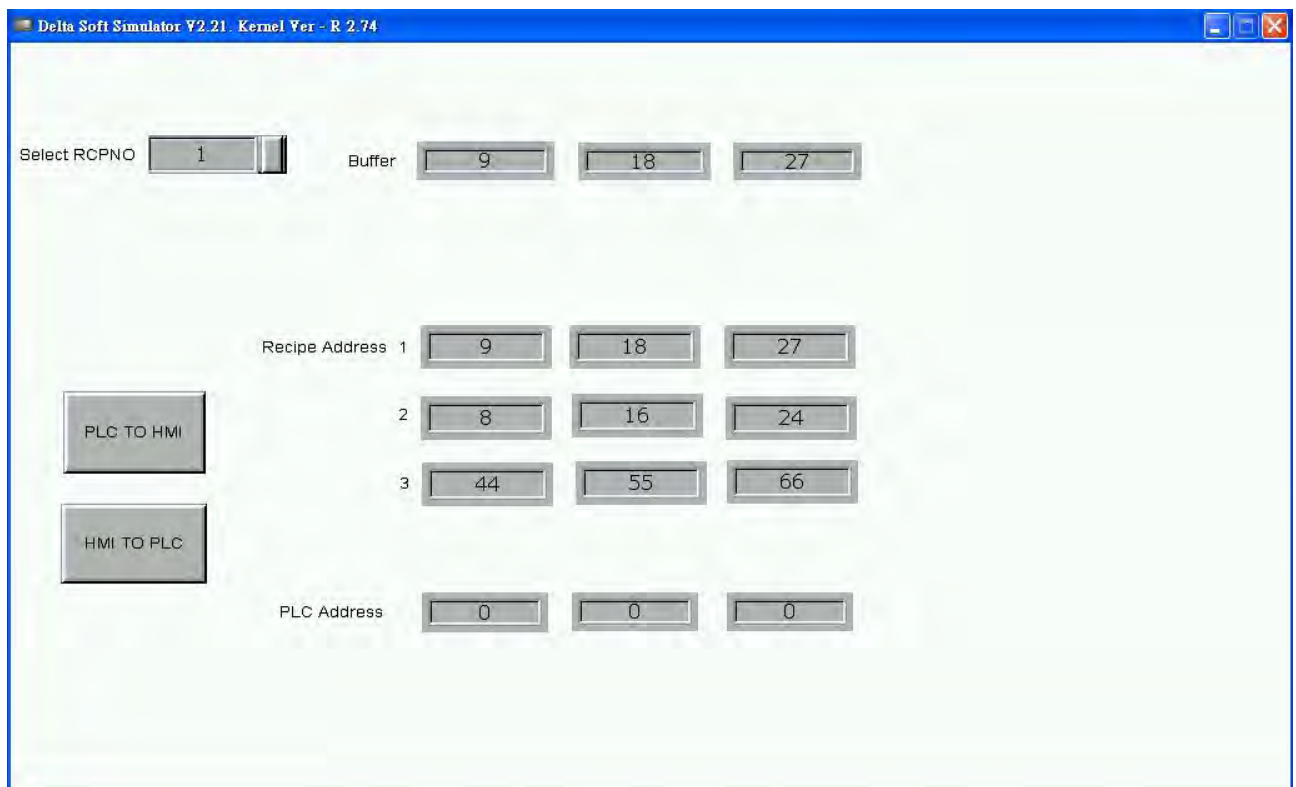 Delta Soft Simulator V2.21. Kernel Ver - R 2.74
Select RCPNO 1 Buffer 9 18 27
Recipe Address 1 9 18 27
2 8 16 24
PLC TO HMI
3 44 55 66
HMI TO PLC
PLC Address 0 0 0